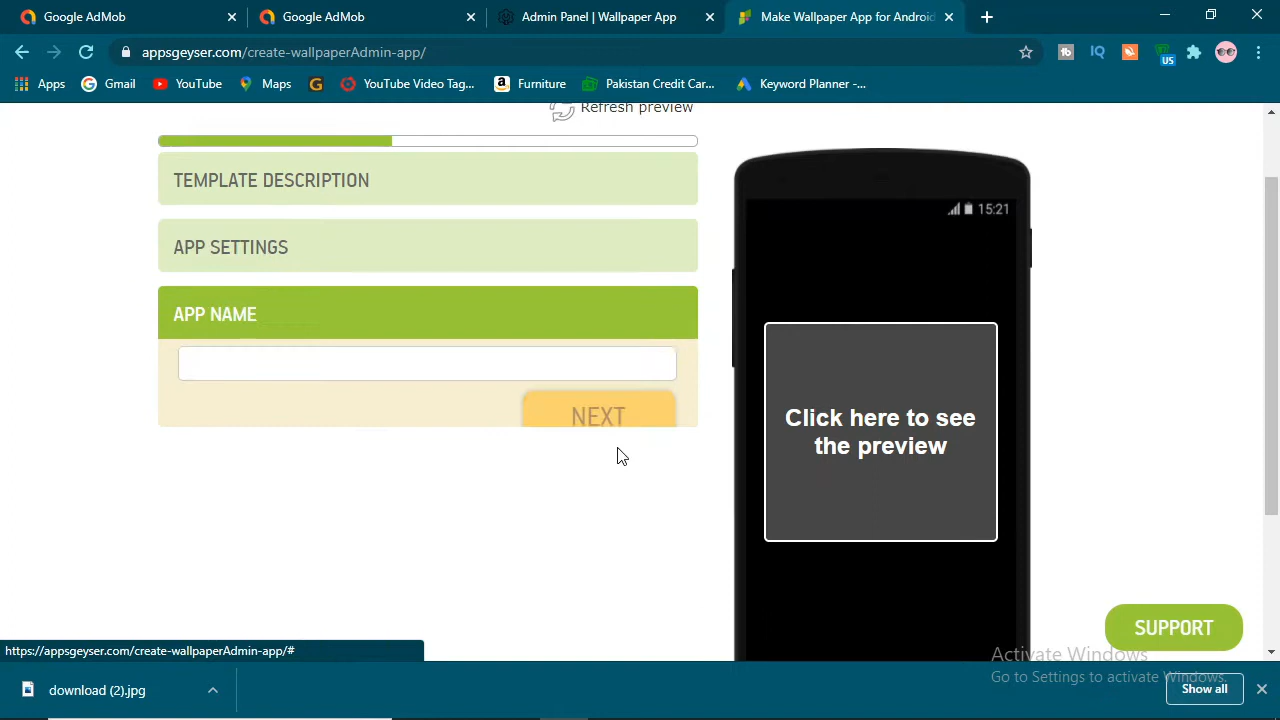 Google AdMob
Google AdMob
Admin Panel | Wallpaper App
Make Wallpaper App for Android
appsgeyser.com/create-wallpaperAdmin-app/
US
Apps
Gmail
YouTube
Maps
G
YouTube Video Tag...
Furniture
Pakistan Credit Car...
Keyword Planner -...
Refresh preview
TEMPLATE DESCRIPTION
APP SETTINGS
APP NAME
NEXT
15:21
Click here to see
the preview
SUPPORT
https://appsgeyser.com/create-wallpaperAdmin-app/#
Activate Windows
Go to Settings to activate Windows.
download (2).jpg
Show all